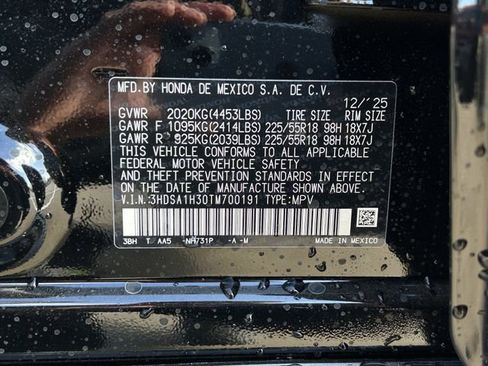 MFD.BY HONDA DE MEXICO S.A. DE C.V.
12/'25
GVWR 2020KG(4453LBS) TIRE SIZE RIM SIZE
GAWR F 1095KG(2414LBS) 225/55R18 98H 18X7J
GAWR R 925KG(2039LBS) 225/55R18 98H 18X7J
THIS VEHICLE CONFORMS TO ALL APPLICABLE
FEDERAL MOTOR VEHICLE SAFETY
AND THEFT PREVENTION STANDARDS IN EFFECT
ON THE DATE OF MANUFACTURE SHOWN ABOVE.
V.I.N.:3HDSA1H30TM700191 TYPE:MPV
3BH T AA5 -NH731P -A -M MADE IN MEXICO